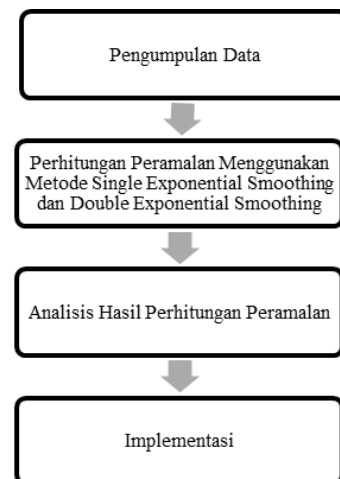 Pengumpulan Data
Perhitungan Peramalan Menggunakan
Metode Single Exponential Smoothing
dan Double Exponential Smoothing
Analisis Hasil Perhitungan Peramalan
Implementasi